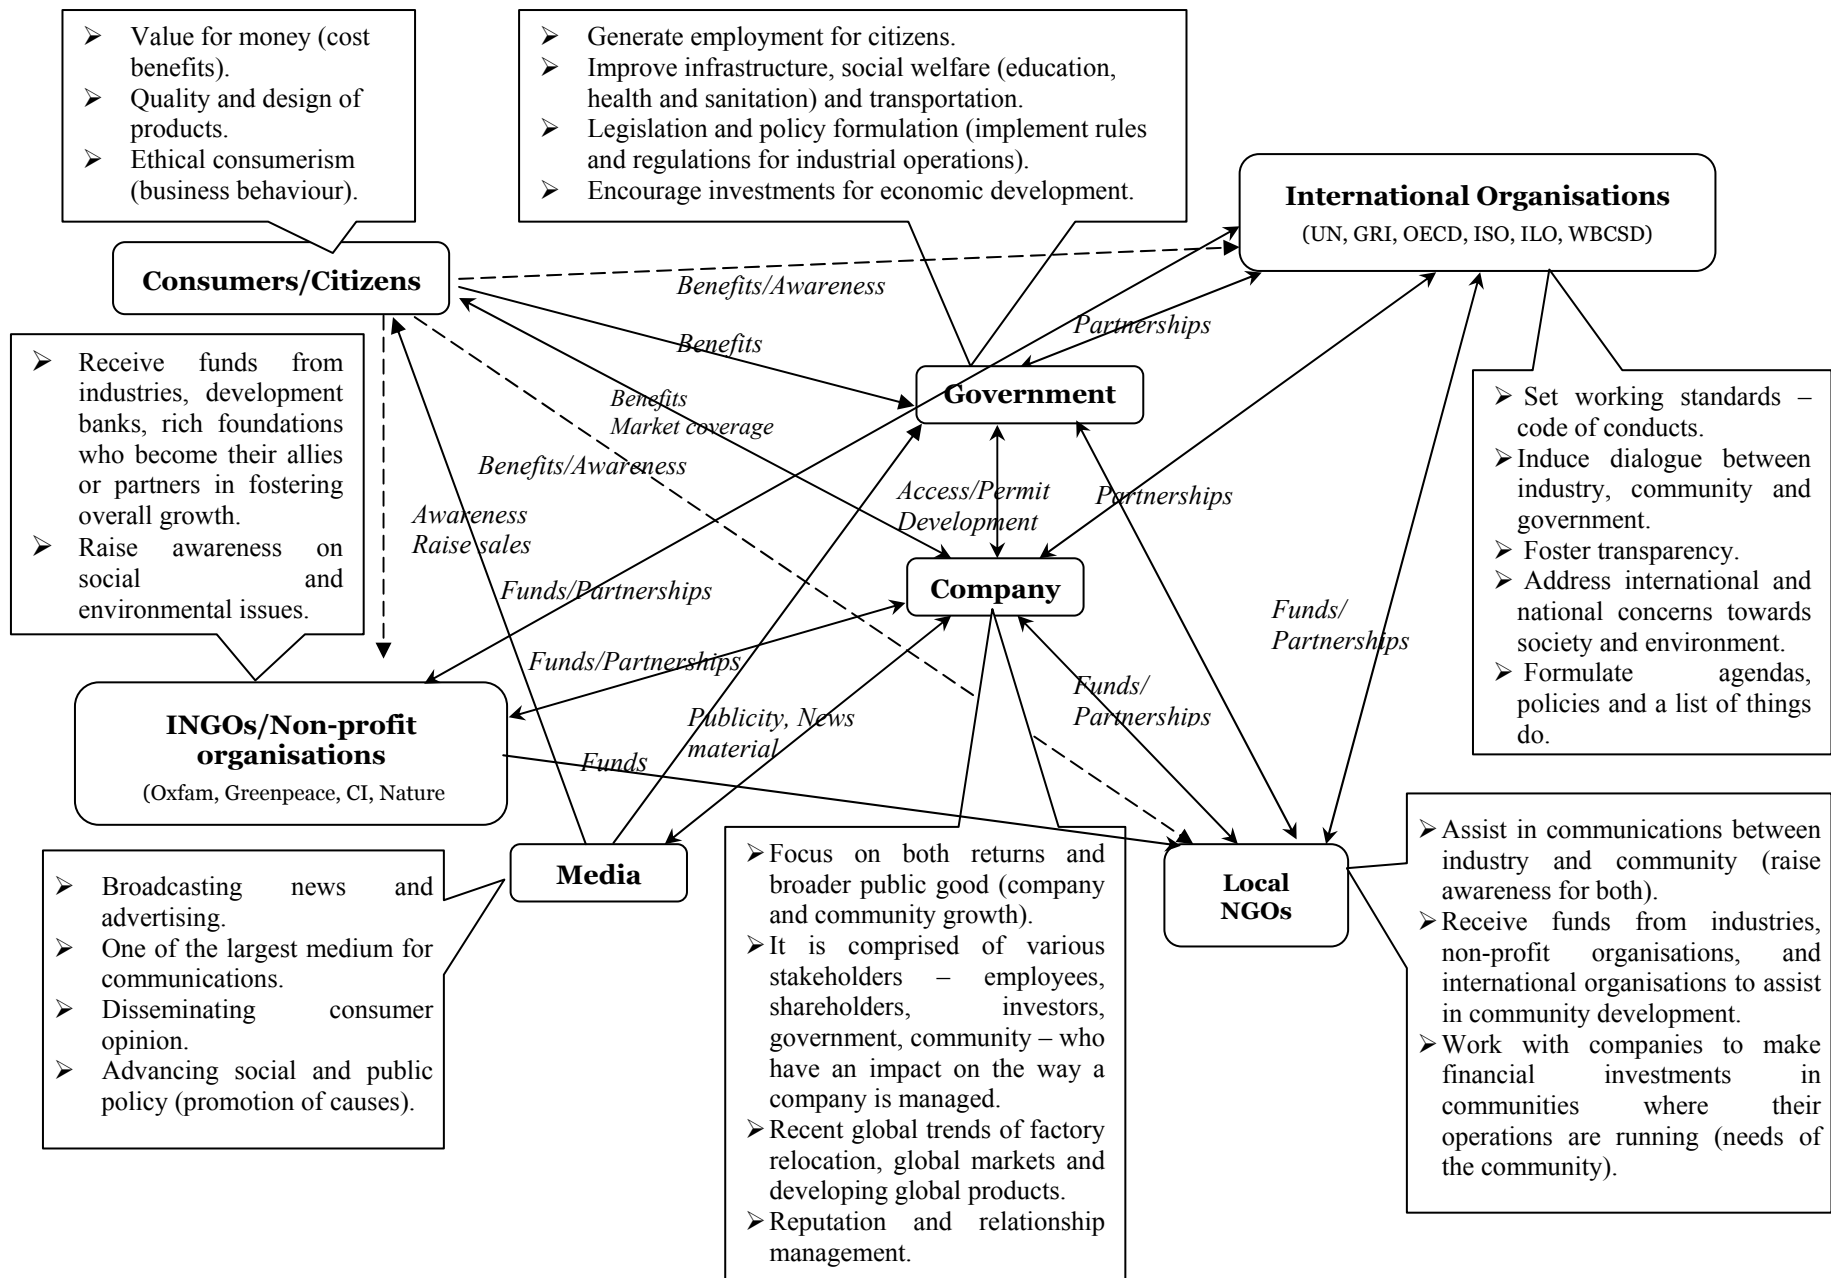 ➢ Value for money (cost
benefits).
➢ Quality and design of
products.
➢ Ethical consumerism
(business behaviour).
➢ Generate employment for citizens.
➢ Improve infrastructure, social welfare (education,
health and sanitation) and transportation.
➢ Legislation and policy formulation (implement rules
and regulations for industrial operations).
➢ Encourage investments for economic development.
International Organisations
(UN, GRI, OECD, ISO, ILO, WBCSD)
Consumers/Citizens
Benefits/Awareness
Partnerships
Benefits
Government
Benefits
Market coverage
Benefits/Awareness
Access/Permit
Development
Partnerships
Awareness
Raise sales
➢ Receive funds from
industries, development
banks, rich foundations
who become their allies
or partners in fostering
overall growth.
➢ Raise awareness on
social and
environmental issues.
➢ Set working standards –
code of conducts.
➢ Induce dialogue between
industry, community and
government.
➢ Foster transparency.
➢ Address international and
national concerns towards
society and environment.
➢ Formulate agendas,
policies and a list of things
do.
Company
Funds/Partnerships
Funds/
Partnerships
Funds/Partnerships
Funds/
Partnerships
INGOs/Non-profit
organisations
(Oxfam, Greenpeace, CI, Nature
Publicity, News
material
Funds
Media
Local
NGOs
➢ Broadcasting news and
advertising.
➢ One of the largest medium for
communications.
➢ Disseminating consumer
opinion.
➢ Advancing social and public
policy (promotion of causes).
➢ Focus on both returns and
broader public good (company
and community growth).
➢ It is comprised of various
stakeholders – employees,
shareholders, investors,
government, community – who
have an impact on the way a
company is managed.
➢ Recent global trends of factory
relocation, global markets and
developing global products.
➢ Reputation and relationship
management.
➢ Assist in communications between
industry and community (raise
awareness for both).
➢ Receive funds from industries,
non-profit organisations, and
international organisations to assist
in community development.
➢ Work with companies to make
financial investments in
communities where their
operations are running (needs of
the community).